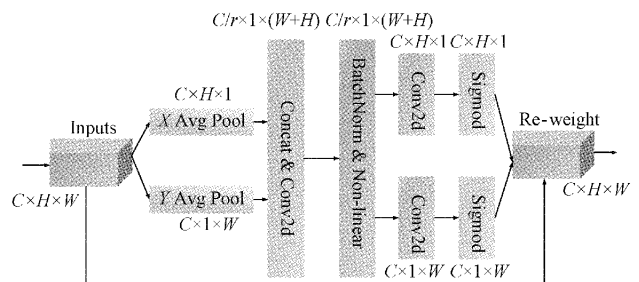 C/r×1×(W+H) C/r×1×(W+H)
C×H×1 C×H×1
C×H×1
Inputs
X Avg Pool
Y Avg Pool
C×1×W
C×H×W
Concat & Conv2d
BatchNorm & Non-linear
Conv2d
Sigmod
Conv2d
Sigmod
C×1×W C×1×W
Re-weight
C×H×W